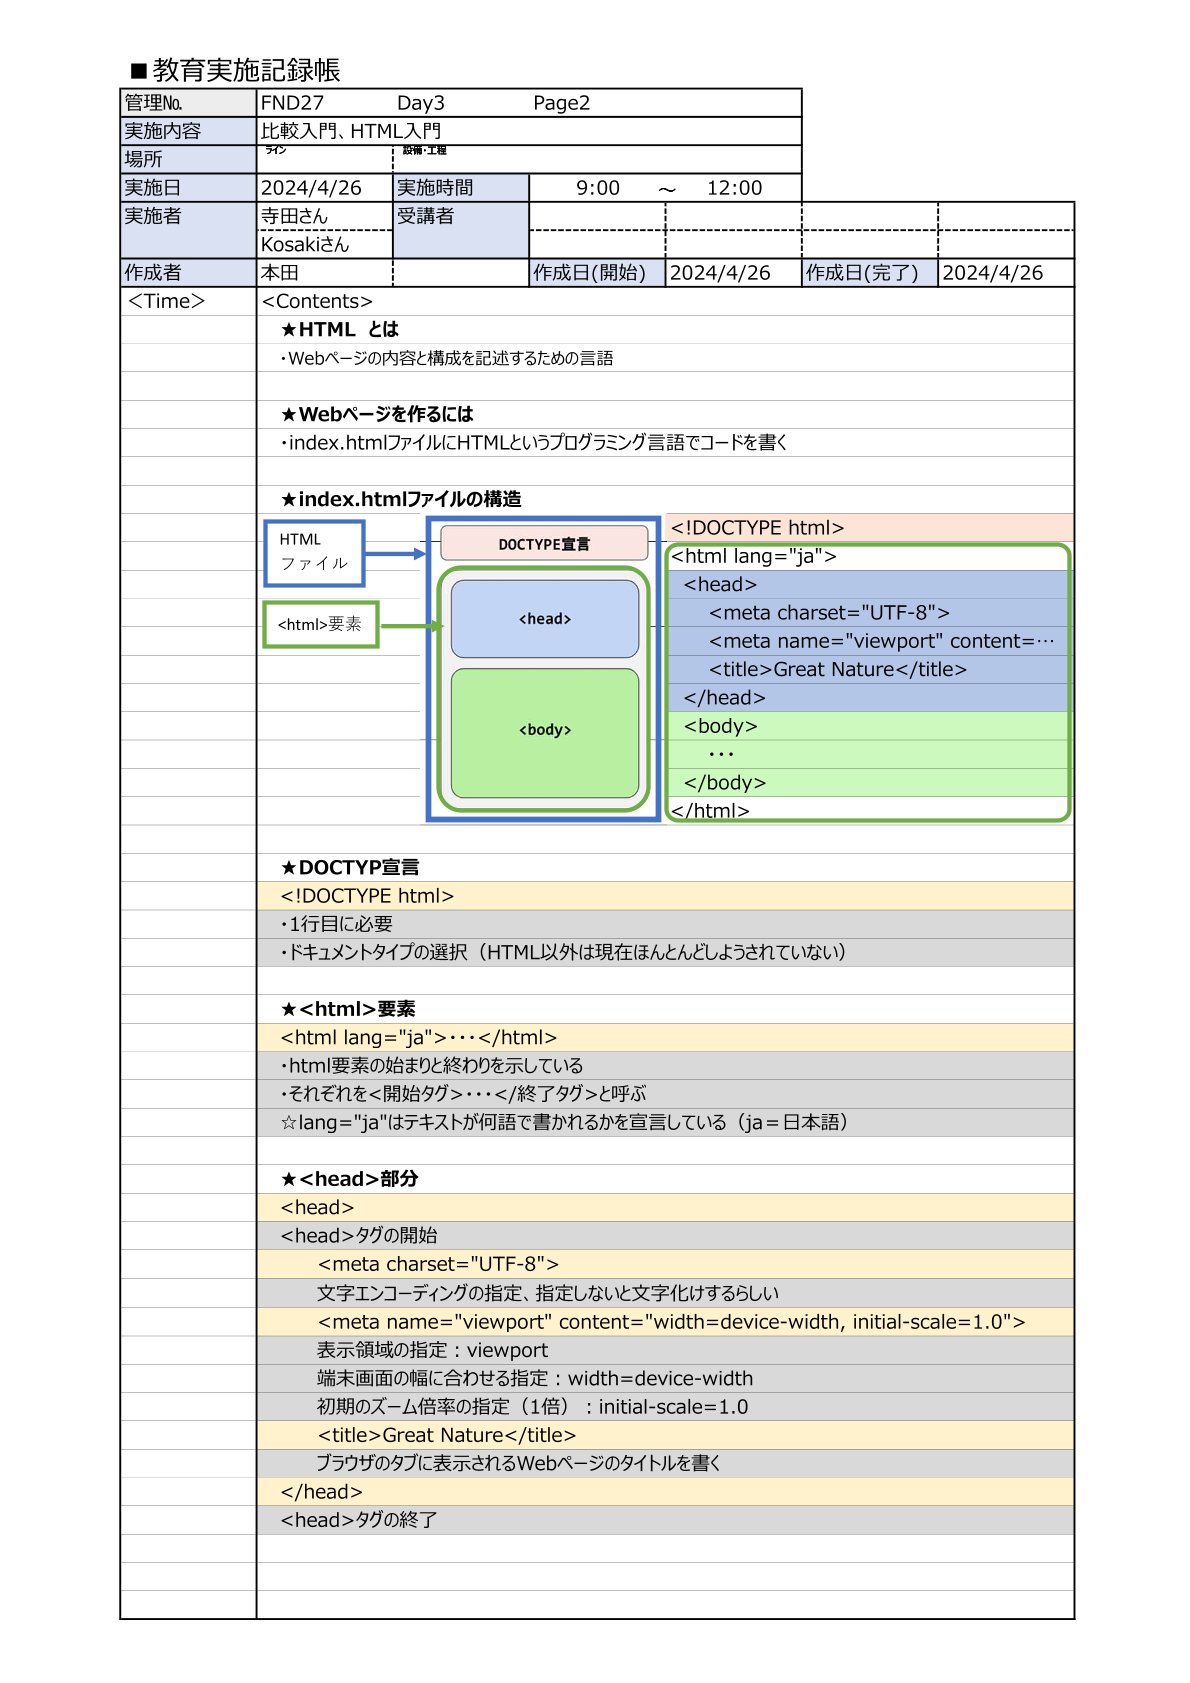 ■教育実施記録帳
管理No. FND27 Day3 Page2
実施内容 比較入門、HTML入門
場所 ライン 設備・工程
実施日 2024/4/26 実施時間 9:00 ～ 12:00
実施者 寺田さん 受講者
Kosakiさん
作成者 本田 作成日(開始) 2024/4/26 作成日(完了) 2024/4/26
＜Time＞ <Contents>
★HTML とは
・Webページの内容と構成を記述するための言語
★Webページを作るには
・index.htmlファイルにHTMLというプログラミング言語でコードを書く
★index.htmlファイルの構造
HTML
ファイル
<html>要素
DOCTYPE宣言
<head>
<body>
<!DOCTYPE html>
<html lang="ja">
<head>
<meta charset="UTF-8">
<meta name="viewport" content=…
<title>Great Nature</title>
</head>
<body>
・・・
</body>
</html>
★DOCTYP宣言
<!DOCTYPE html>
・1行目に必要
・ドキュメントタイプの選択（HTML以外は現在ほんとんどしようされていない）
★<html>要素
<html lang="ja">・・・</html>
・html要素の始まりと終わりを示している
・それぞれを<開始タグ>・・・</終了タグ>と呼ぶ
☆lang="ja"はテキストが何語で書かれるかを宣言している（ja＝日本語）
★<head>部分
<head>
<head>タグの開始
<meta charset="UTF-8">
文字エンコーディングの指定、指定しないと文字化けするらしい
<meta name="viewport" content="width=device-width, initial-scale=1.0">
表示領域の指定：viewport
端末画面の幅に合わせる指定：width=device-width
初期のズーム倍率の指定（1倍）：initial-scale=1.0
<title>Great Nature</title>
ブラウザのタブに表示されるWebページのタイトルを書く
</head>
<head>タグの終了